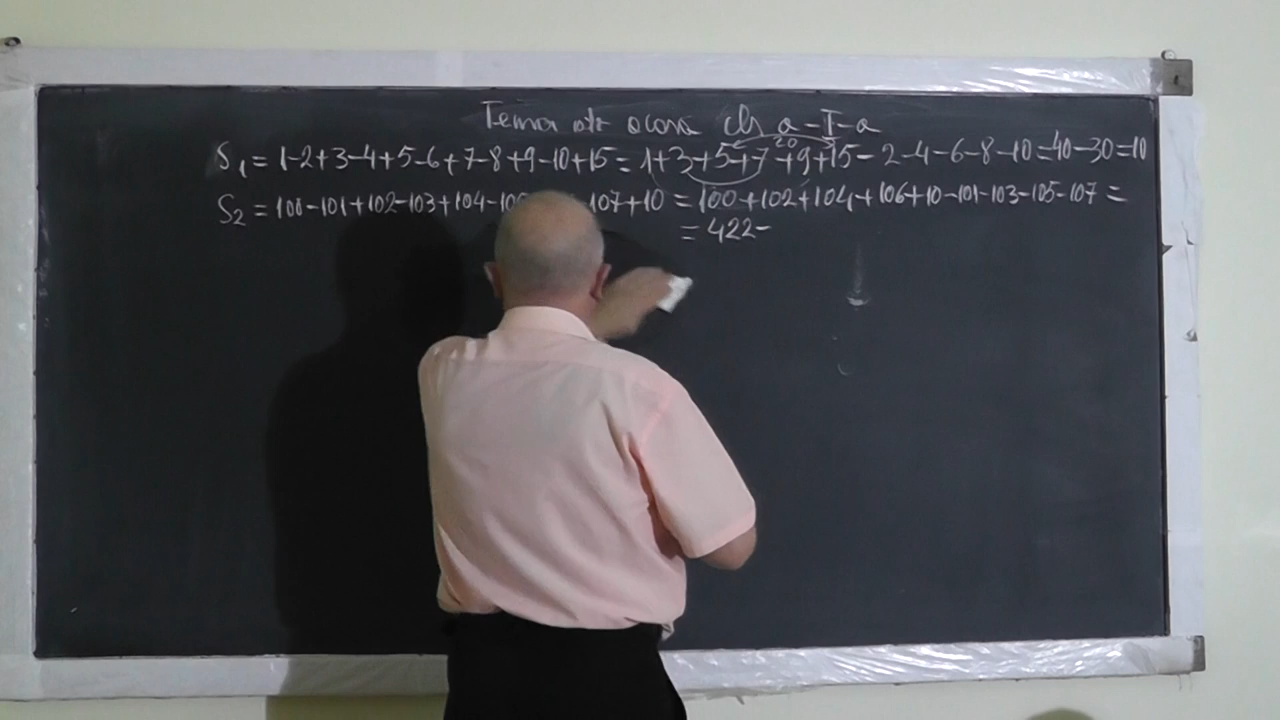 Tema acasă cls a-I-a
S₁ = 1-2+3-4+5-6+7-8+9-10+15 = 1+3+5+7+9+15-2-4-6-8-10=40-30=10
20
S₂ = 100-101+102-103+104-10 107+10 = 100+102+104+106+10-101-103-105-107 =
= 422-